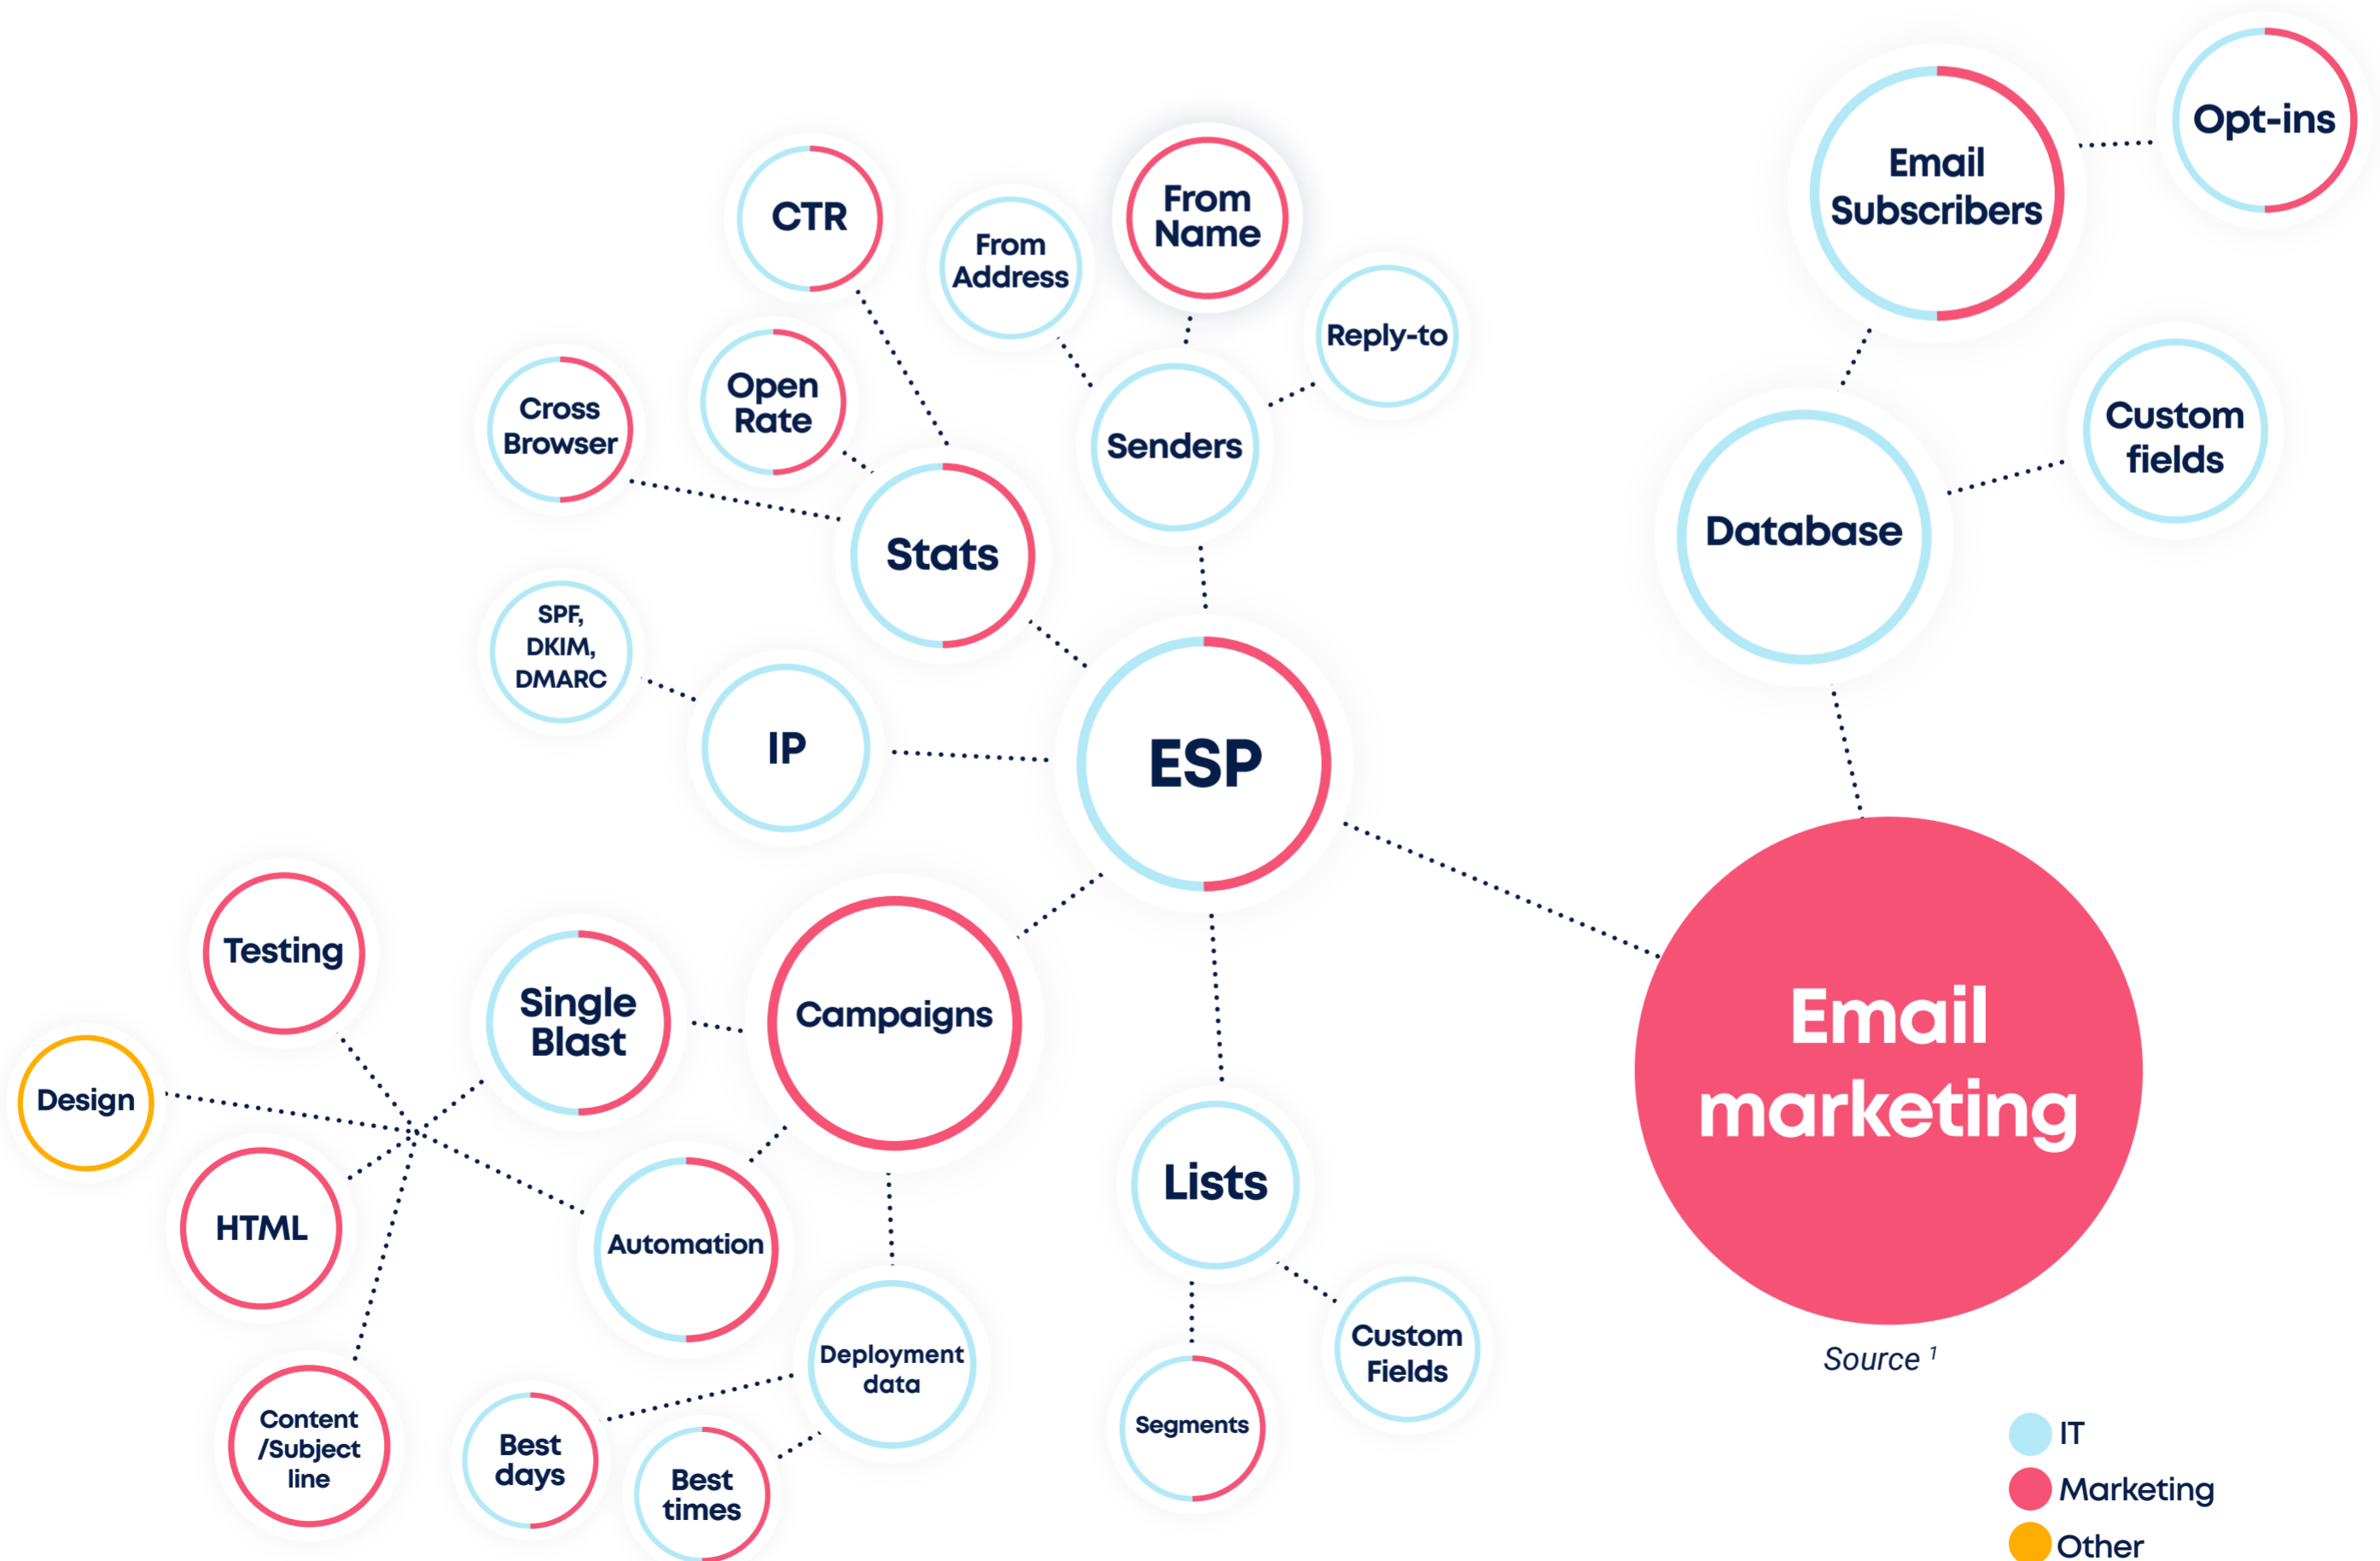 Opt-ins
Email
Subscribers
CTR
From
Name
From
Address
Reply-to
Open
Rate
Cross
Browser
Senders
Custom
fields
Database
Stats
SPF,
DKIM,
DMARC
IP
ESP
Testing
Single
Blast
Campaigns
Email
marketing
Design
HTML
Automation
Lists
Deployment
data
Custom
Fields
Source 1
Content
/Subject
line
Best
days
Best
times
Segments
IT
Marketing
Other